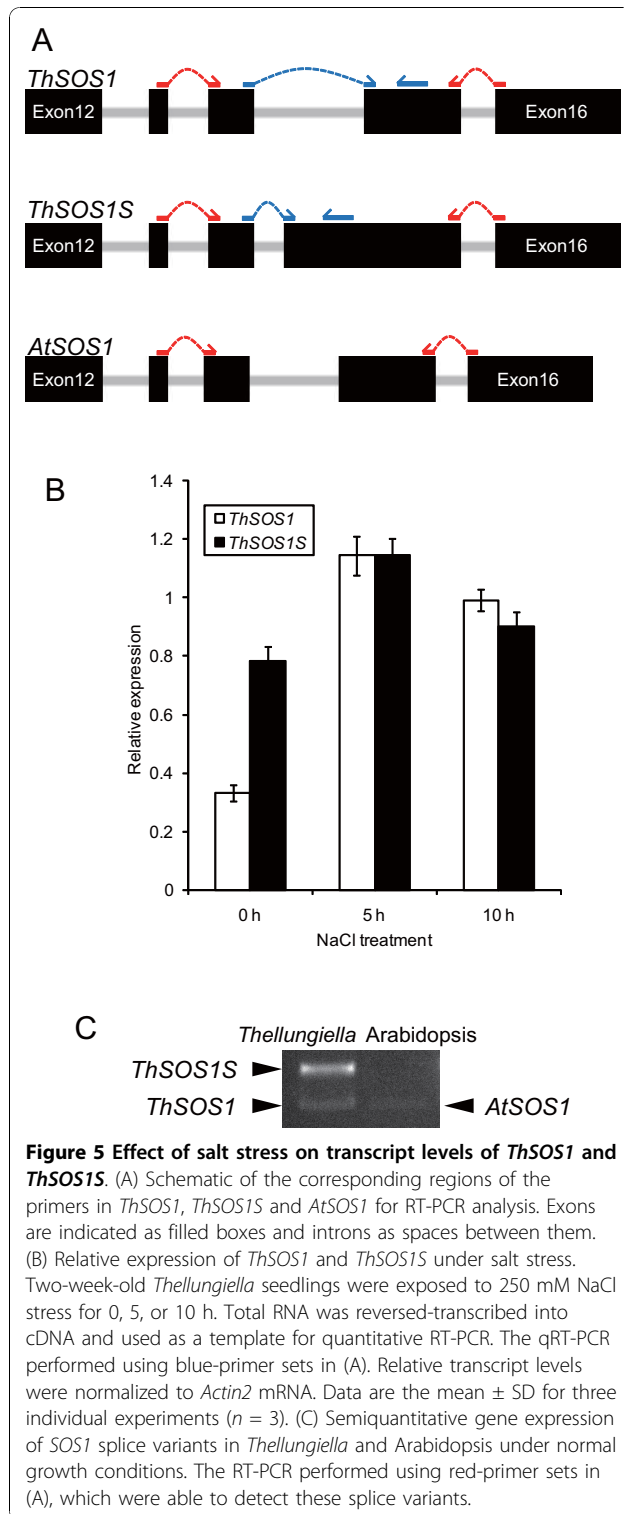 A
ThSOS1
Exon12 Exon16
ThSOS1S
Exon12 Exon16
AtSOS1
Exon12 Exon16
B
1.4
1.2
1
0.8
0.6
0.4
0.2
0
Relative expression
ThSOS1
ThSOS1S
0 h 5 h 10 h
NaCl treatment
C
Thellungiella Arabidopsis
ThSOS1S
ThSOS1 AtSOS1
Figure 5 Effect of salt stress on transcript levels of ThSOS1 and
ThSOS1S. (A) Schematic of the corresponding regions of the
primers in ThSOS1, ThSOS1S and AtSOS1 for RT-PCR analysis. Exons
are indicated as filled boxes and introns as spaces between them.
(B) Relative expression of ThSOS1 and ThSOS1S under salt stress.
Two-week-old Thellungiella seedlings were exposed to 250 mM NaCl
stress for 0, 5, or 10 h. Total RNA was reversed-transcribed into
cDNA and used as a template for quantitative RT-PCR. The qRT-PCR
performed using blue-primer sets in (A). Relative transcript levels
were normalized to Actin2 mRNA. Data are the mean ± SD for three
individual experiments (n = 3). (C) Semiquantitative gene expression
of SOS1 splice variants in Thellungiella and Arabidopsis under normal
growth conditions. The RT-PCR performed using red-primer sets in
(A), which were able to detect these splice variants.